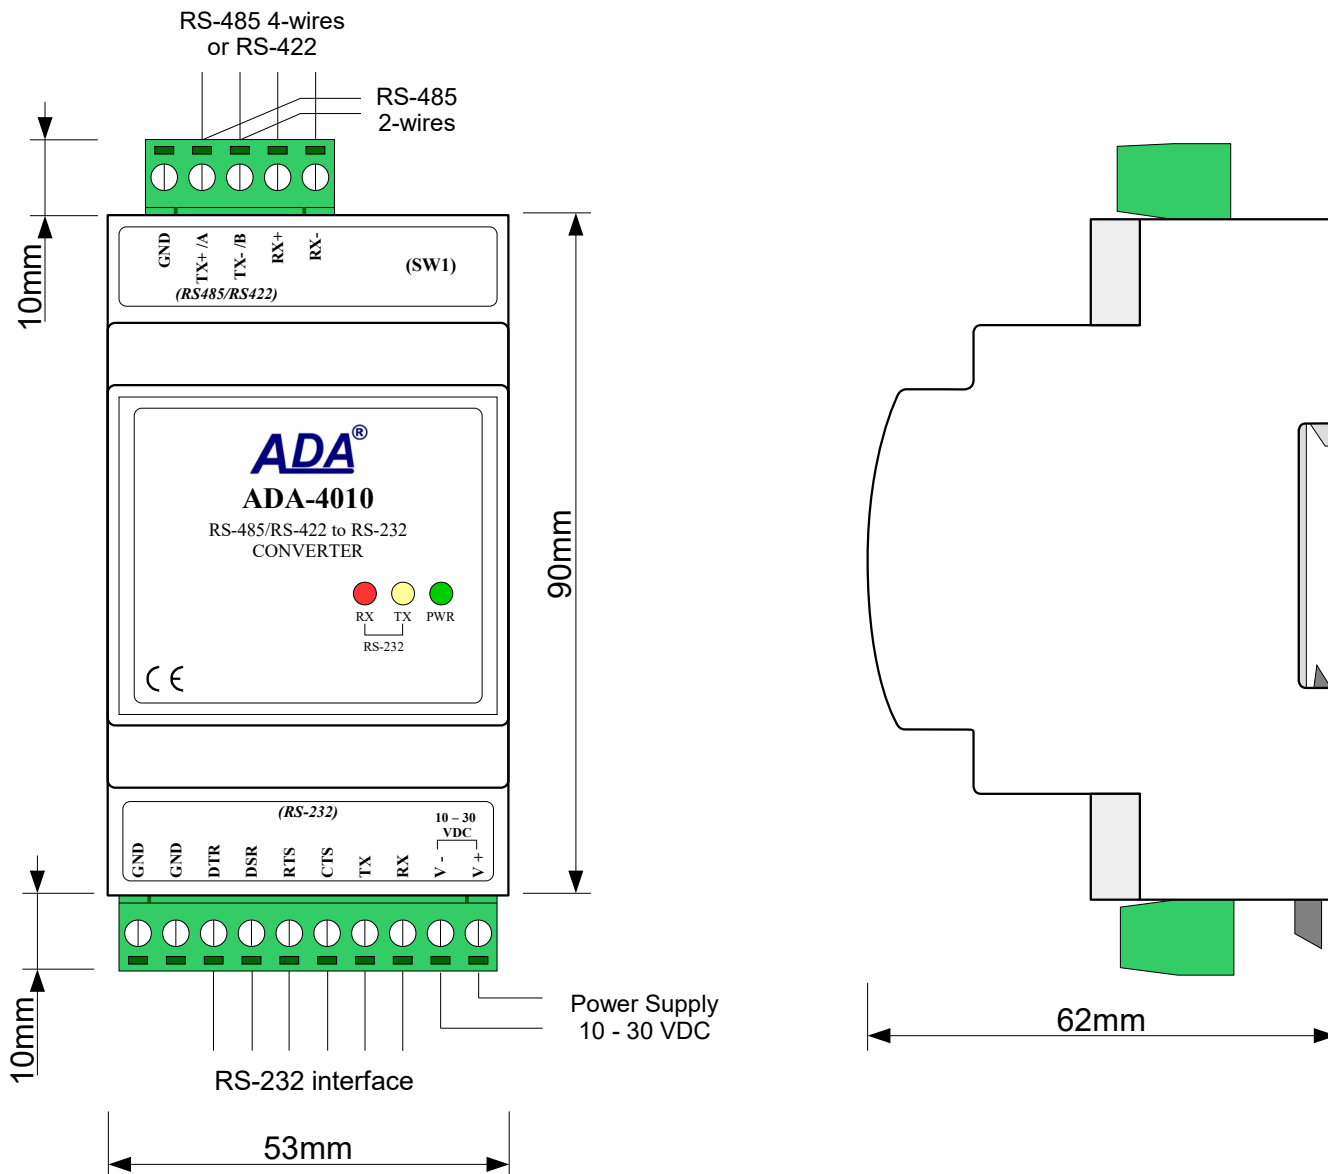 RS-485 4-wires
or RS-422
RS-485
2-wires
10mm
GND
TX+ /A
TX- /B
RX+
RX-
(SW1)
(RS485/RS422)
ADA®
ADA-4010
RS-485/RS-422 to RS-232
CONVERTER
RX TX PWR
RS-232
CE
90mm
(RS-232)
10 – 30
VDC
GND
GND
DTR
DSR
RTS
CTS
TX
RX
V -
V +
10mm
Power Supply
10 - 30 VDC
RS-232 interface
53mm
62mm